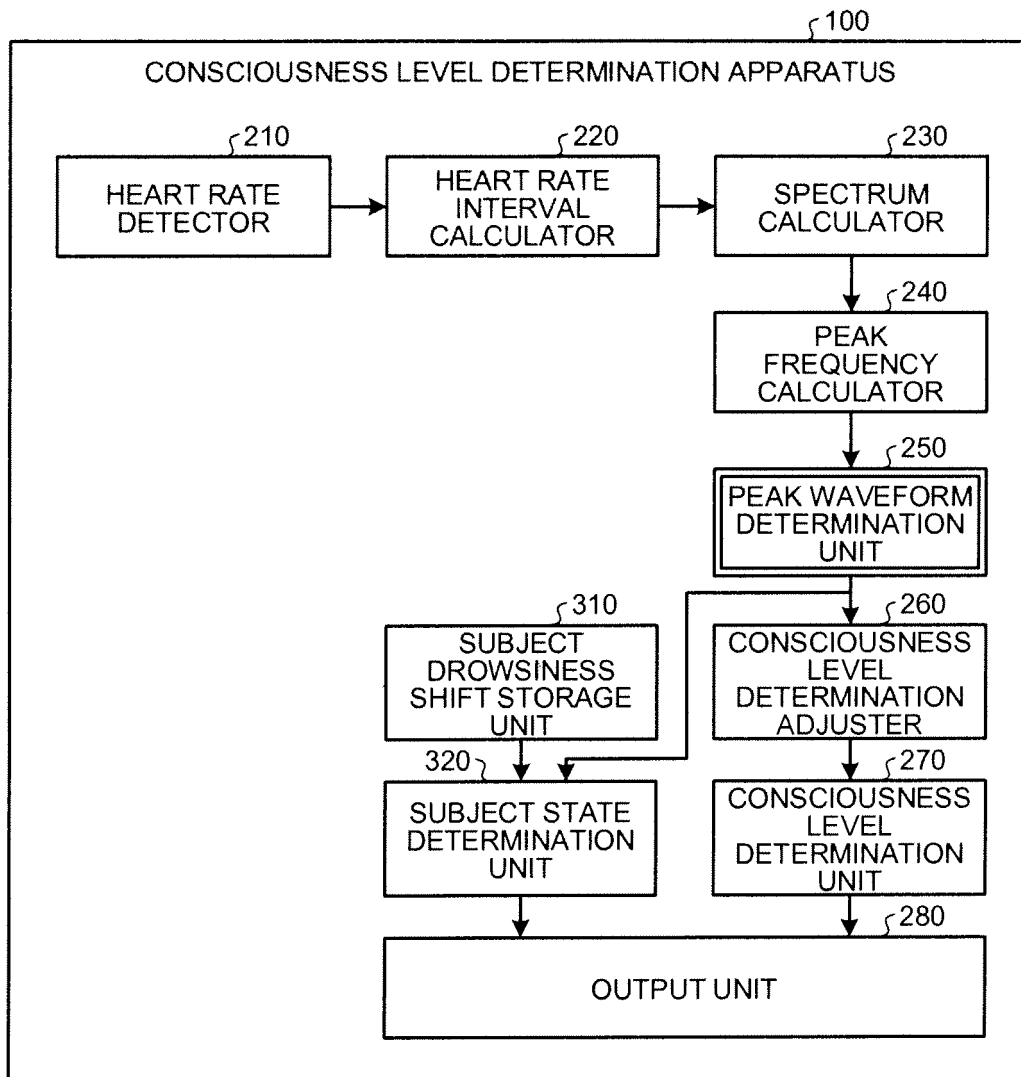 100
CONSCIOUSNESS LEVEL DETERMINATION APPARATUS
210
HEART RATE
DETECTOR
220
HEART RATE
INTERVAL
CALCULATOR
230
SPECTRUM
CALCULATOR
240
PEAK
FREQUENCY
CALCULATOR
250
PEAK WAVEFORM
DETERMINATION
UNIT
310
SUBJECT
DROWSINESS
SHIFT STORAGE
UNIT
260
CONSCIOUSNESS
LEVEL
DETERMINATION
ADJUSTER
320
SUBJECT STATE
DETERMINATION
UNIT
270
CONSCIOUSNESS
LEVEL
DETERMINATION
UNIT
280
OUTPUT UNIT